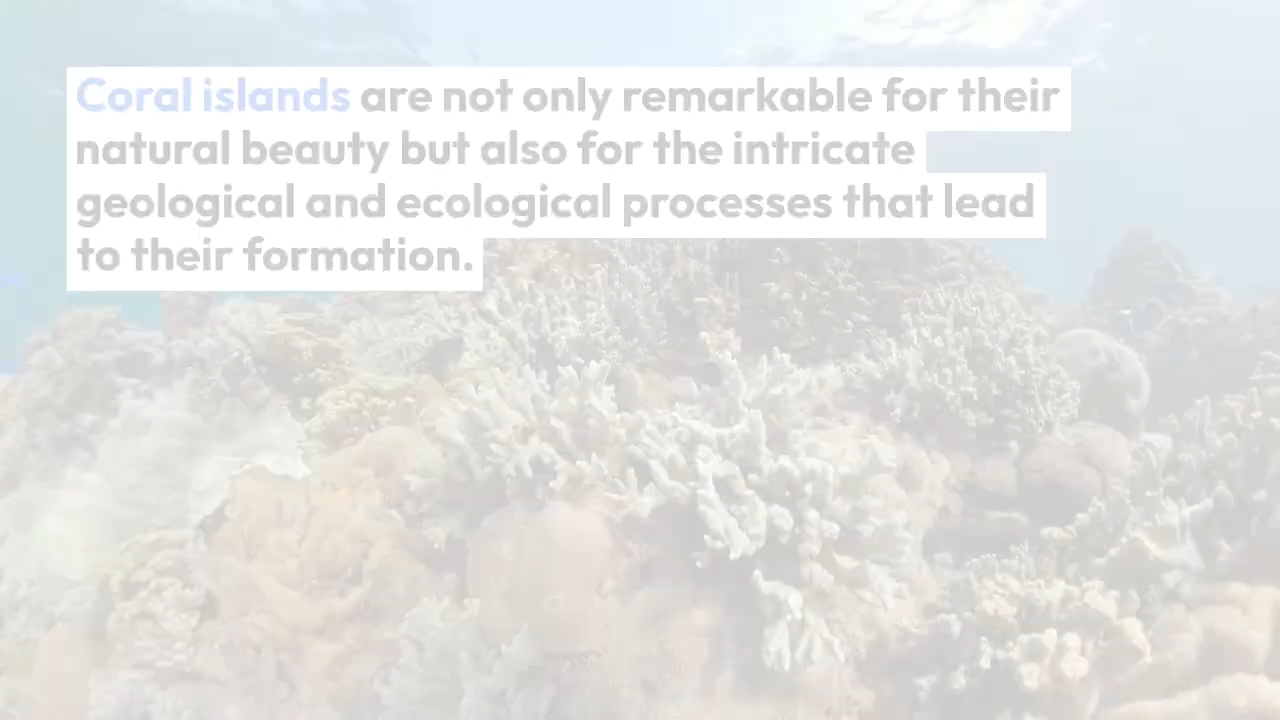 Coral islands are not only remarkable for their
natural beauty but also for the intricate
geological and ecological processes that lead
to their formation.